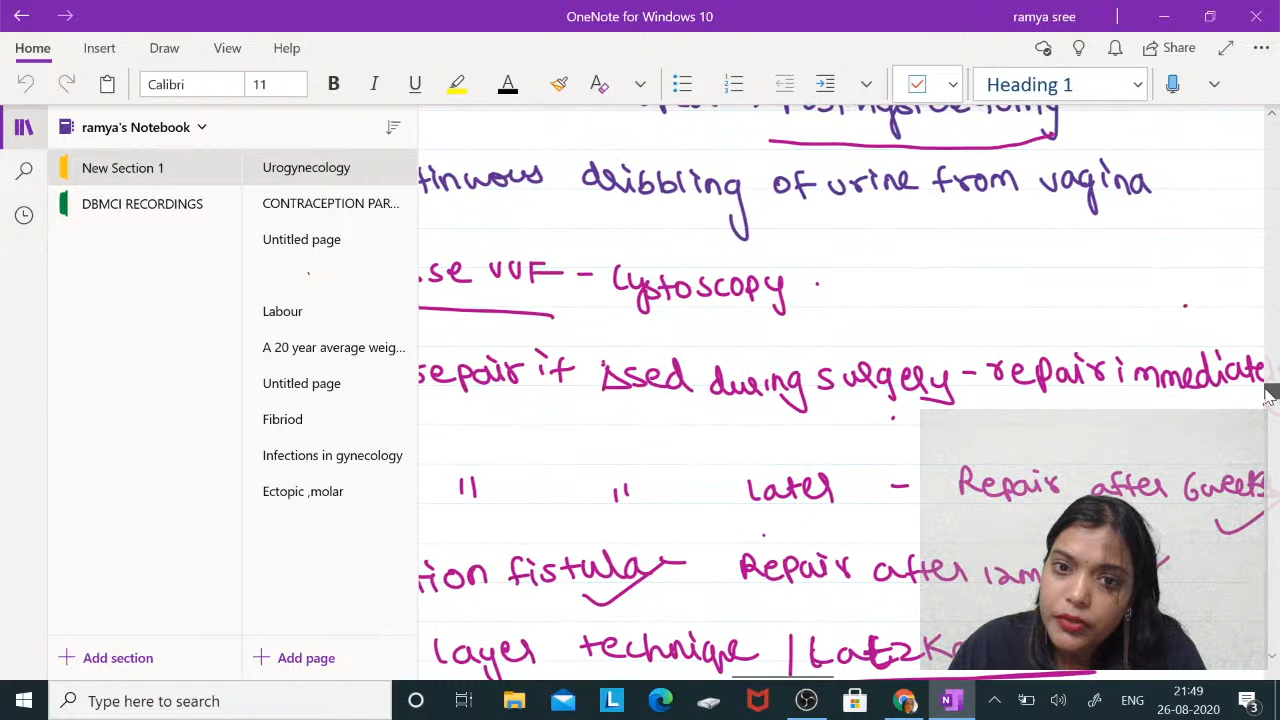 OneNote for Windows 10
ramya sree
Home
Insert
Draw
View
Help
Share
Calibri
11
B
I
U
A
Heading 1
ramya's Notebook
New Section 1
DBMCI RECORDINGS
Urogynecology
CONTRACEPTION PAR...
Untitled page
Labour
A 20 year average weig...
Untitled page
Fibriod
Infections in gynecology
Ectopic ,molar
Add section
Add page
tinuous dribbling of urine from vagina
se VVF - Cystoscopy .
repair if used during surgery - repair immediate
" " later - Repair after 6weeks
tion fistula - Repair after 12m
layer technique / Latzko
Type here to search
L
ENG
21:49
26-08-2020
3